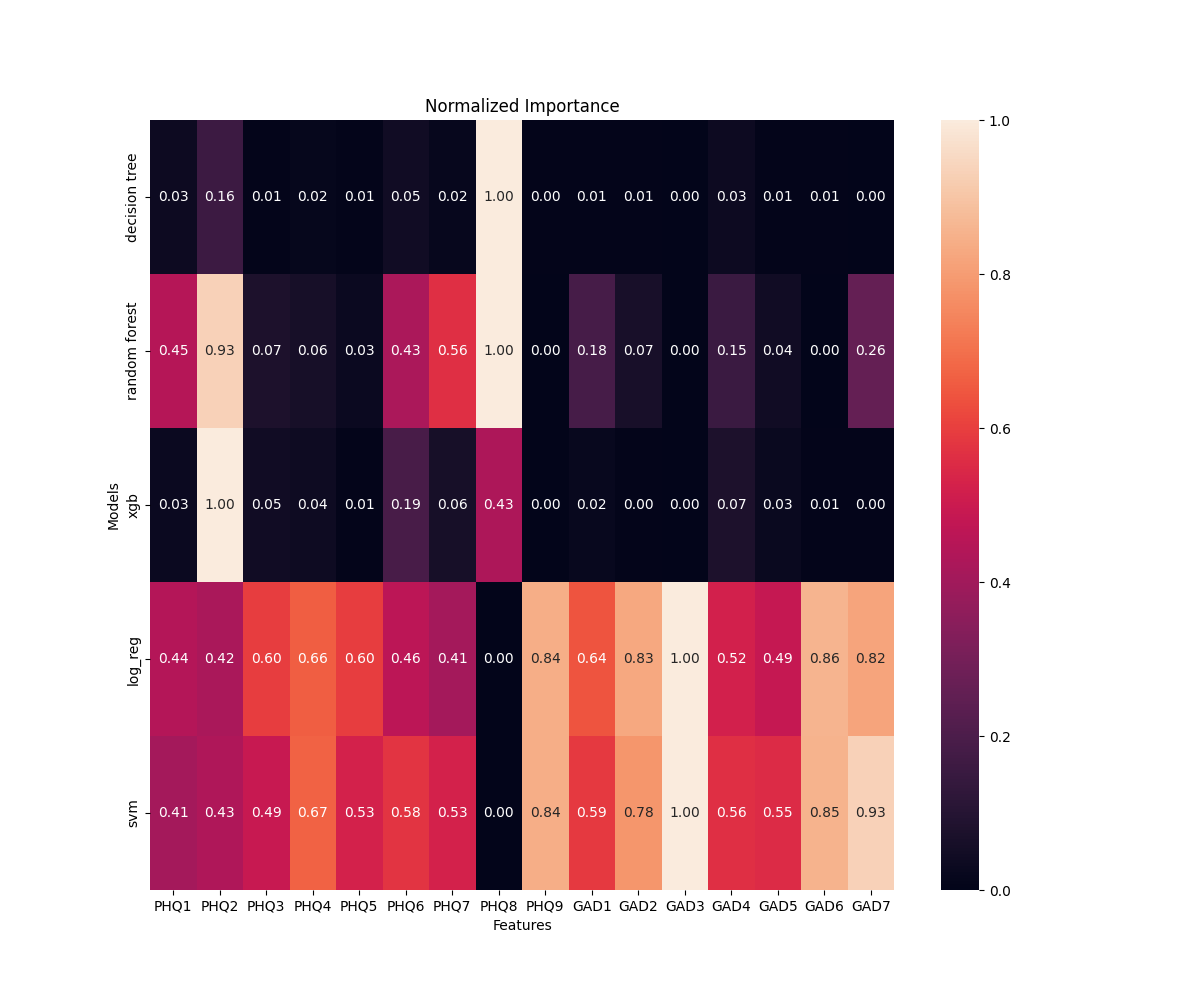 Normalized Importance
decision tree
0.03 0.16 0.01 0.02 0.01 0.05 0.02 1.00 0.00 0.01 0.01 0.00 0.03 0.01 0.01 0.00
random forest
0.45 0.93 0.07 0.06 0.03 0.43 0.56 1.00 0.00 0.18 0.07 0.00 0.15 0.04 0.00 0.26
Models
xgb
0.03 1.00 0.05 0.04 0.01 0.19 0.06 0.43 0.00 0.02 0.00 0.00 0.07 0.03 0.01 0.00
log_reg
0.44 0.42 0.60 0.66 0.60 0.46 0.41 0.00 0.84 0.64 0.83 1.00 0.52 0.49 0.86 0.82
svm
0.41 0.43 0.49 0.67 0.53 0.58 0.53 0.00 0.84 0.59 0.78 1.00 0.56 0.55 0.85 0.93
PHQ1 PHQ2 PHQ3 PHQ4 PHQ5 PHQ6 PHQ7 PHQ8 PHQ9 GAD1 GAD2 GAD3 GAD4 GAD5 GAD6 GAD7
Features
1.0
0.8
0.6
0.4
0.2
0.0